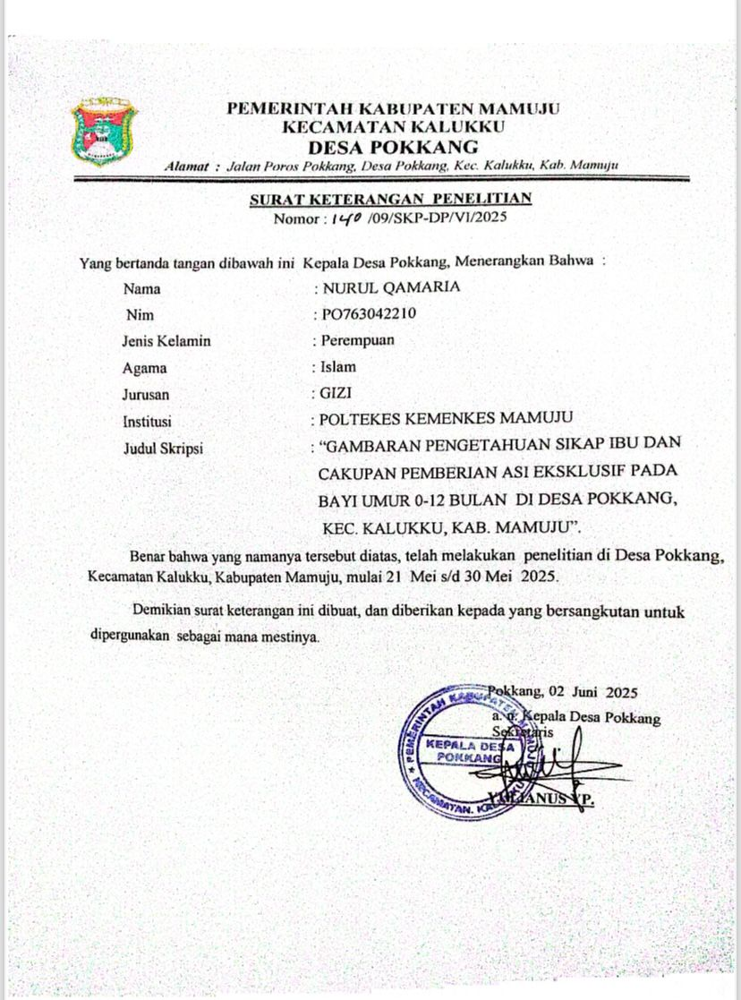 PEMERINTAH KABUPATEN MAMUJU
KECAMATAN KALUKKU
DESA POKKANG
Alamat : Jalan Poros Pokkang, Desa Pokkang, Kec. Kalukku, Kab. Mamuju
SURAT KETERANGAN PENELITIAN
Nomor : 140 /09/SKP-DP/VI/2025
Yang bertanda tangan dibawah ini Kepala Desa Pokkang, Menerangkan Bahwa :
Nama : NURUL QAMARIA
Nim : PO763042210
Jenis Kelamin : Perempuan
Agama : Islam
Jurusan : GIZI
Institusi : POLTEKES KEMENKES MAMUJU
Judul Skripsi : “GAMBARAN PENGETAHUAN SIKAP IBU DAN
CAKUPAN PEMBERIAN ASI EKSKLUSIF PADA
BAYI UMUR 0-12 BULAN DI DESA POKKANG,
KEC. KALUKKU, KAB. MAMUJU”.
Benar bahwa yang namanya tersebut diatas, telah melakukan penelitian di Desa Pokkang,
Kecamatan Kalukku, Kabupaten Mamuju, mulai 21 Mei s/d 30 Mei 2025.
Demikian surat keterangan ini dibuat, dan diberikan kepada yang bersangkutan untuk
dipergunakan sebagai mana mestinya.
Pokkang, 02 Juni 2025
a. n. Kepala Desa Pokkang
Sekretaris
PEMERINTAH KABUPATEN MAMUJU
KEPALA DESA
POKKANG
KECAMATAN. KALUKKU
YP.